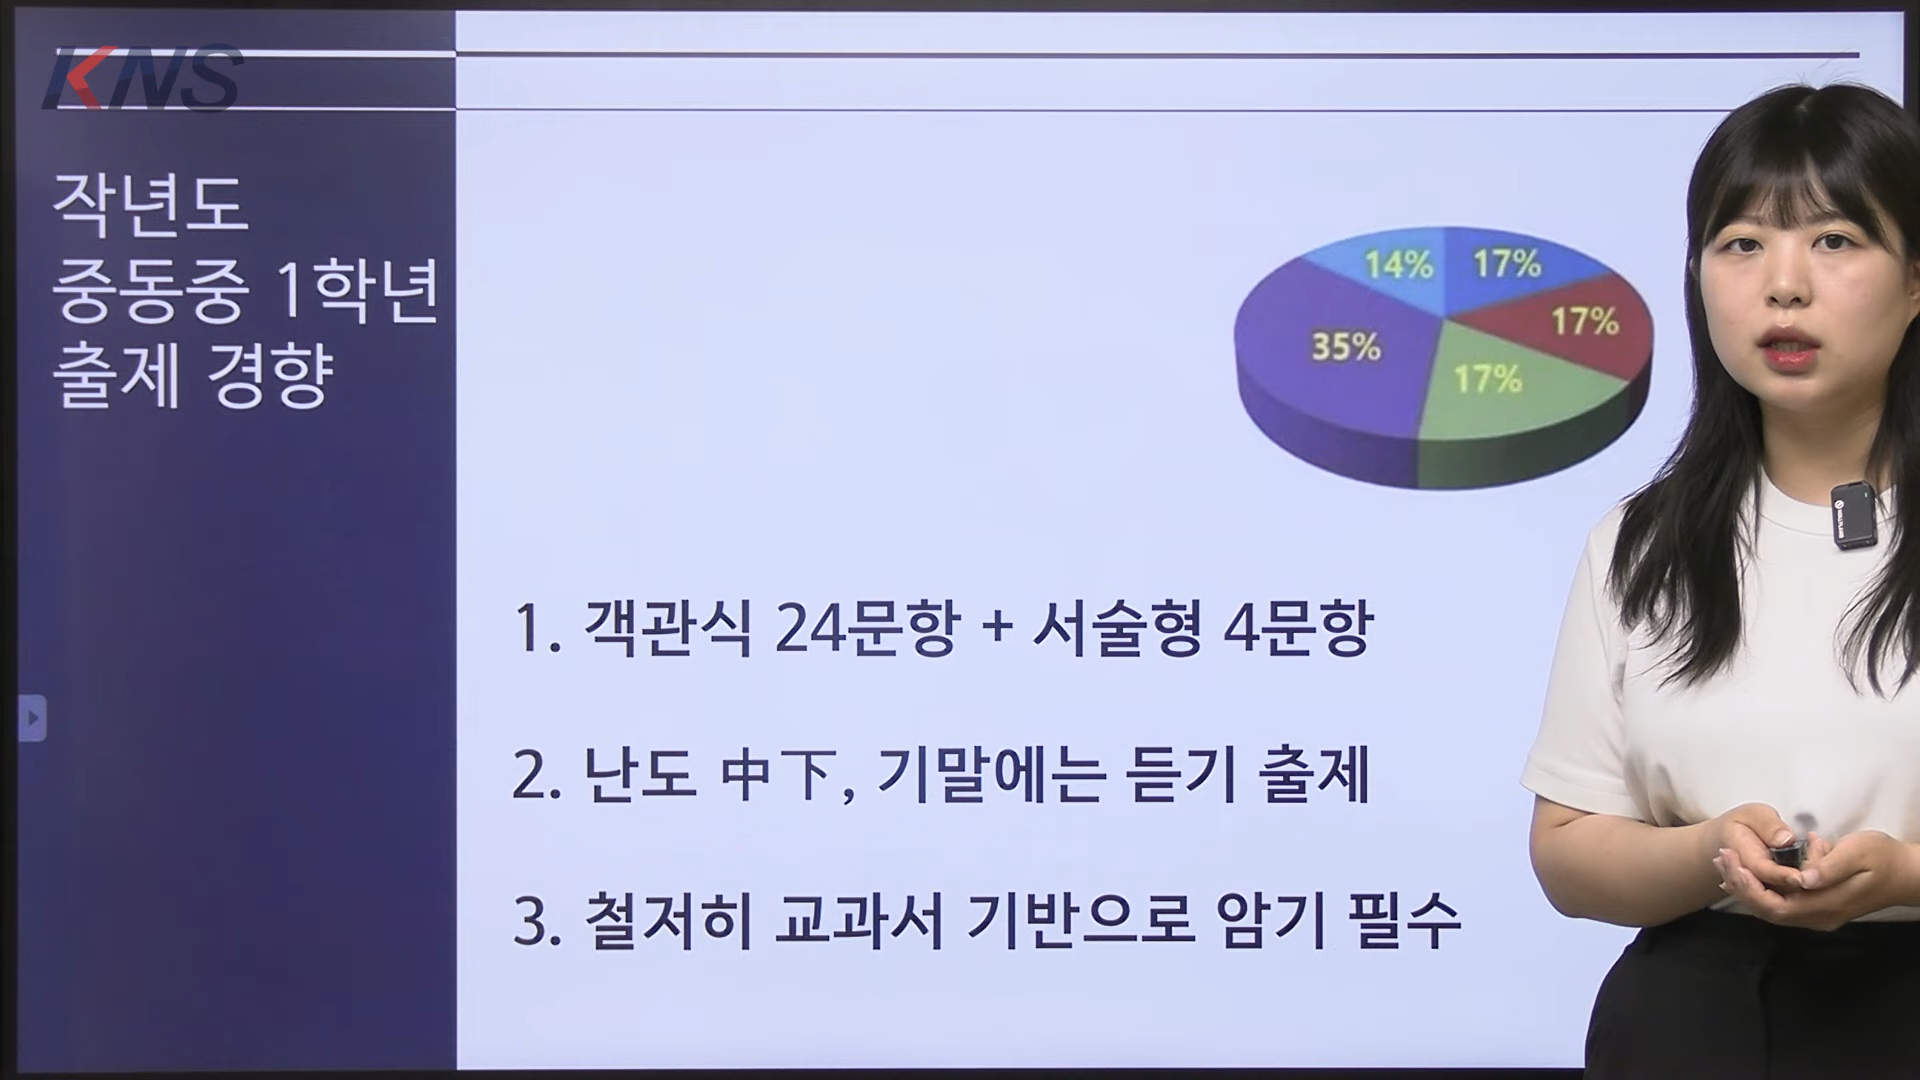 KNS
작년도
중동중 1학년
출제 경향
14%
17%
17%
35%
17%
1. 객관식 24문항 + 서술형 4문항
2. 난도 中下, 기말에는 듣기 출제
3. 철저히 교과서 기반으로 암기 필수